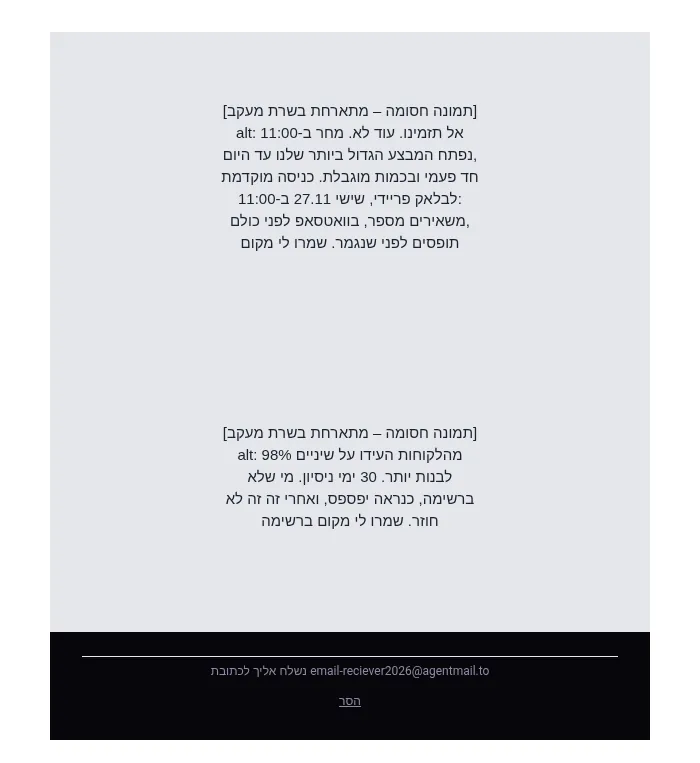 [תמונה חסומה – מתארחת בשרת מעקב]
alt: אל תזמינו. עוד לא. מחר ב-11:00
נפתח המבצע הגדול ביותר שלנו עד היום,
חד פעמי ובכמות מוגבלת. כניסה מוקדמת
לבלאק פריידי, שישי 27.11 ב-11:00:
משאירים מספר, בוואטסאפ לפני כולם,
תופסים לפני שנגמר. שמרו לי מקום
[תמונה חסומה – מתארחת בשרת מעקב]
alt: 98% מהלקוחות העידו על שיניים
לבנות יותר. 30 ימי ניסיון. מי שלא
ברשימה, כנראה יפספס, ואחרי זה זה לא
חוזר. שמרו לי מקום ברשימה
נשלח אליך לכתובת email-reciever2026@agentmail.to
הסר